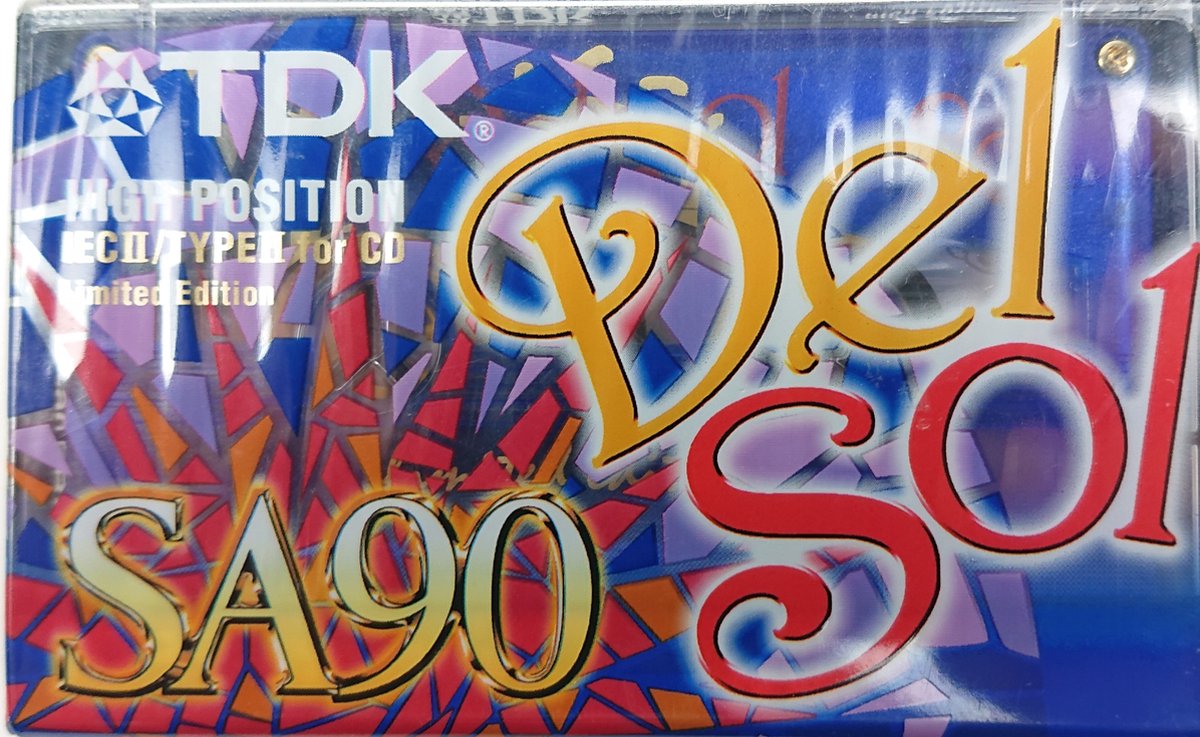 TDK®
HIGH POSITION
IECII/TYPEII for CD
Limited Edition
Del
Sol
SA90